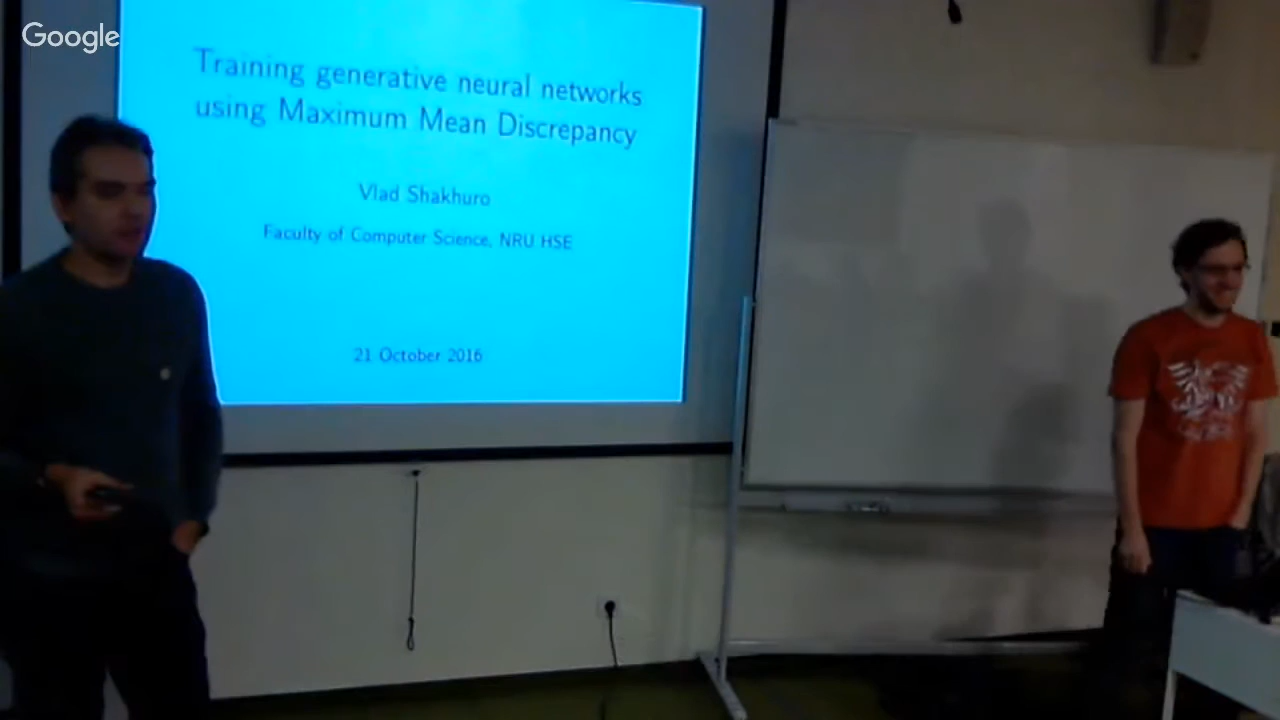 Google
Training generative neural networks
using Maximum Mean Discrepancy
Vlad Shakhuro
Faculty of Computer Science, NRU HSE
21 October 2016